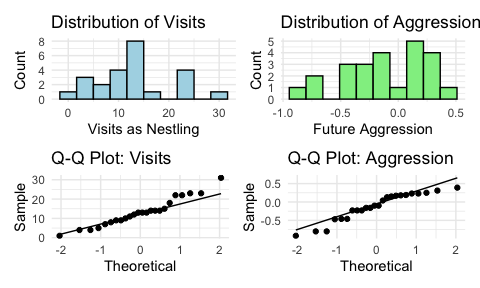 Distribution of Visits
Count
8
6
4
2
0
0 10 20 30
Visits as Nestling
Distribution of Aggression
Count
5
4
3
2
1
0
-1.0 -0.5 0.0 0.5
Future Aggression
Q-Q Plot: Visits
Sample
30
20
10
0
-2 -1 0 1 2
Theoretical
Q-Q Plot: Aggression
Sample
0.5
0.0
-0.5
-2 -1 0 1 2
Theoretical